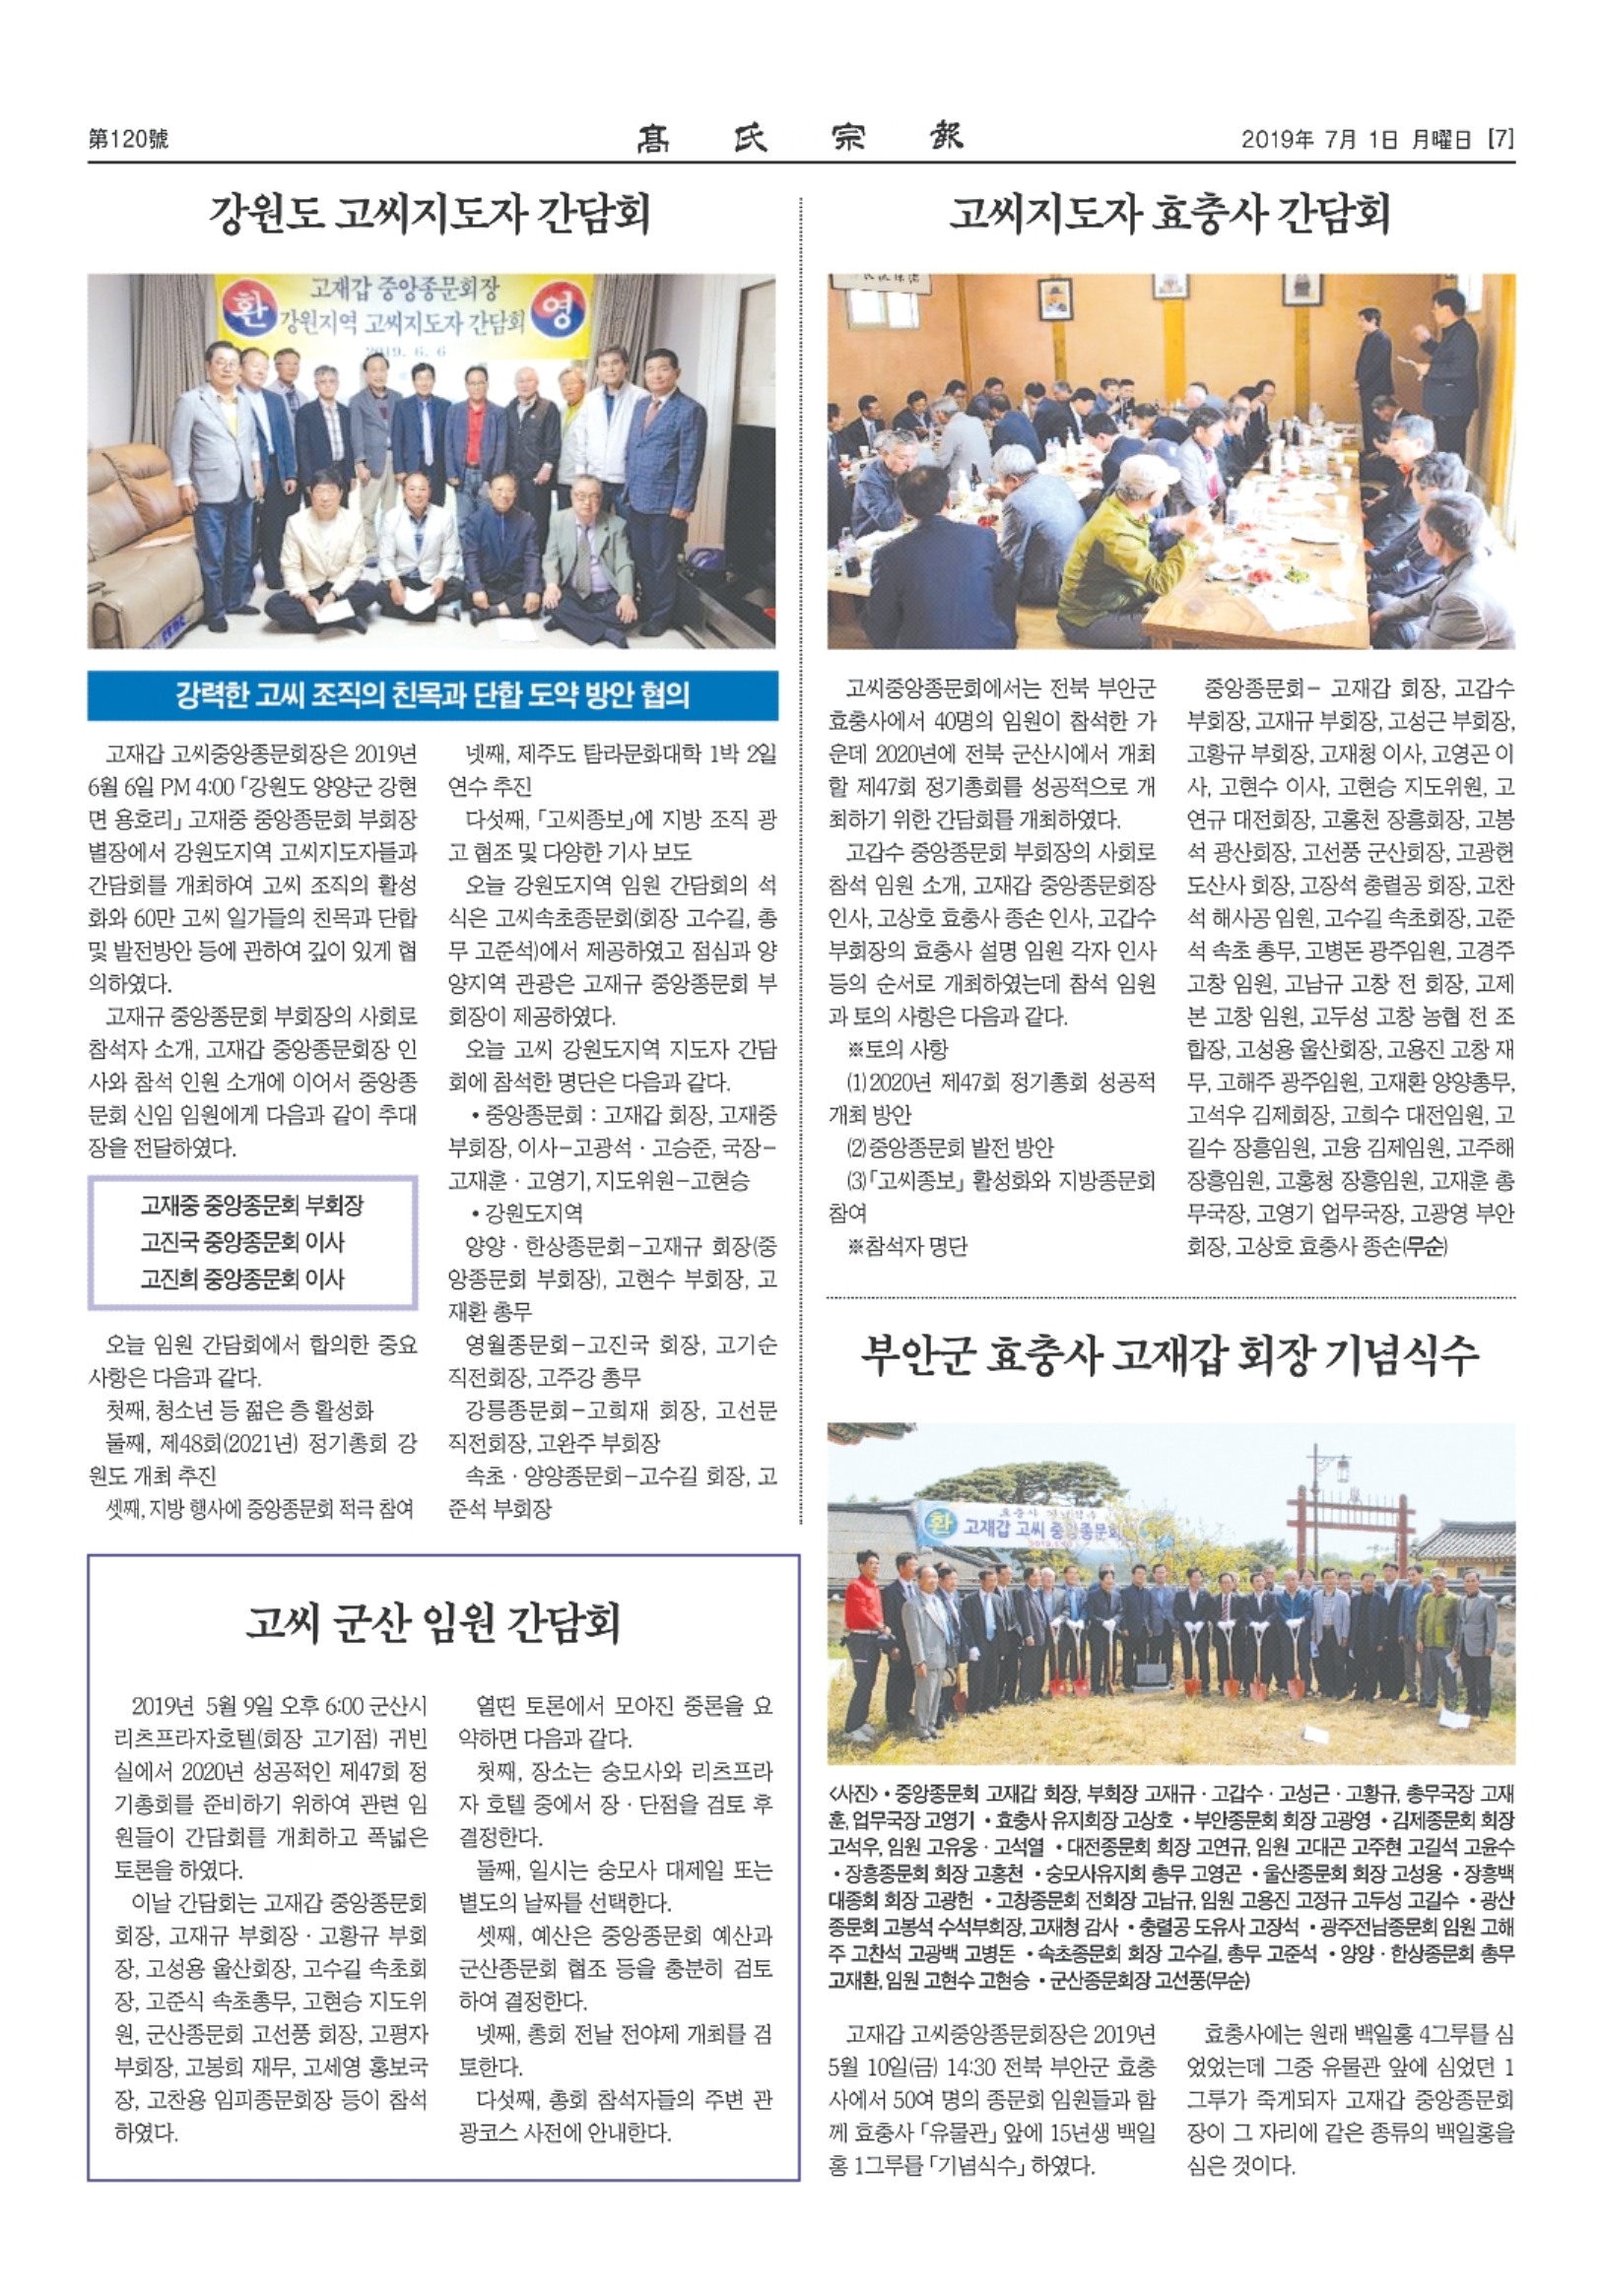 第120號
髙氏宗報
2019年 7月 1日 月曜日 [7]
강원도 고씨지도자 간담회
고재갑 중앙종문회장
환 강원지역 고씨지도자 간담회 영
2019. 6. 6
강력한 고씨 조직의 친목과 단합 도약 방안 협의
고재갑 고씨중앙종문회장은 2019년
6월 6일 PM 4:00 「강원도 양양군 강현
면 용호리」 고재중 중앙종문회 부회장
별장에서 강원도지역 고씨지도자들과
간담회를 개최하여 고씨 조직의 활성
화와 60만 고씨 일가들의 친목과 단합
및 발전방안 등에 관하여 깊이 있게 협
의하였다.
고재규 중앙종문회 부회장의 사회로
참석자 소개, 고재갑 중앙종문회장 인
사와 참석 인원 소개에 이어서 중앙종
문회 신임 임원에게 다음과 같이 추대
장을 전달하였다.
고재중 중앙종문회 부회장
고진국 중앙종문회 이사
고진희 중앙종문회 이사
오늘 임원 간담회에서 합의한 중요
사항은 다음과 같다.
첫째, 청소년 등 젊은 층 활성화
둘째, 제48회(2021년) 정기총회 강
원도 개최 추진
셋째, 지방 행사에 중앙종문회 적극 참여
넷째, 제주도 탐라문화대학 1박 2일
연수 추진
다섯째, 「고씨종보」에 지방 조직 광
고 협조 및 다양한 기사 보도
오늘 강원도지역 임원 간담회의 석
식은 고씨속초종문회(회장 고수길, 총
무 고준석)에서 제공하였고 점심과 양
양지역 관광은 고재규 중앙종문회 부
회장이 제공하였다.
오늘 고씨 강원도지역 지도자 간담
회에 참석한 명단은 다음과 같다.
• 중앙종문회 : 고재갑 회장, 고재중
부회장, 이사-고광석 · 고승준, 국장-
고재훈 · 고영기, 지도위원-고현승
• 강원도지역
양양 · 한상종문회-고재규 회장(중
앙종문회 부회장), 고현수 부회장, 고
재환 총무
영월종문회-고진국 회장, 고기순
직전회장, 고주강 총무
강릉종문회-고희재 회장, 고선문
직전회장, 고완주 부회장
속초 · 양양종문회-고수길 회장, 고
준석 부회장
고씨 군산 임원 간담회
2019년 5월 9일 오후 6:00 군산시
리츠프라자호텔(회장 고기점) 귀빈
실에서 2020년 성공적인 제47회 정
기총회를 준비하기 위하여 관련 임
원들이 간담회를 개최하고 폭넓은
토론을 하였다.
이날 간담회는 고재갑 중앙종문회
회장, 고재규 부회장 · 고황규 부회
장, 고성용 울산회장, 고수길 속초회
장, 고준식 속초총무, 고현승 지도위
원, 군산종문회 고선풍 회장, 고평자
부회장, 고봉희 재무, 고세영 홍보국
장, 고찬용 임피종문회장 등이 참석
하였다.
열띤 토론에서 모아진 중론을 요
약하면 다음과 같다.
첫째, 장소는 숭모사와 리츠프라
자 호텔 중에서 장 · 단점을 검토 후
결정한다.
둘째, 일시는 숭모사 대제일 또는
별도의 날짜를 선택한다.
셋째, 예산은 중앙종문회 예산과
군산종문회 협조 등을 충분히 검토
하여 결정한다.
넷째, 총회 전날 전야제 개최를 검
토한다.
다섯째, 총회 참석자들의 주변 관
광코스 사전에 안내한다.
고씨지도자 효충사 간담회
고씨중앙종문회에서는 전북 부안군
효충사에서 40명의 임원이 참석한 가
운데 2020년에 전북 군산시에서 개최
할 제47회 정기총회를 성공적으로 개
최하기 위한 간담회를 개최하였다.
고갑수 중앙종문회 부회장의 사회로
참석 임원 소개, 고재갑 중앙종문회장
인사, 고상호 효충사 종손 인사, 고갑수
부회장의 효충사 설명 임원 각자 인사
등의 순서로 개최하였는데 참석 임원
과 토의 사항은 다음과 같다.
※토의 사항
(1)2020년 제47회 정기총회 성공적
개최 방안
(2)중앙종문회 발전 방안
(3)「고씨종보」 활성화와 지방종문회
참여
※참석자 명단
중앙종문회- 고재갑 회장, 고갑수
부회장, 고재규 부회장, 고성근 부회장,
고황규 부회장, 고재청 이사, 고영곤 이
사, 고현수 이사, 고현승 지도위원, 고
연규 대전회장, 고홍천 장흥회장, 고봉
석 광산회장, 고선풍 군산회장, 고광현
도산사 회장, 고장석 충렬공 회장, 고찬
석 해사공 임원, 고수길 속초회장, 고준
석 속초 총무, 고병돈 광주임원, 고경주
고창 임원, 고남규 고창 전 회장, 고제
본 고창 임원, 고두성 고창 농협 전 조
합장, 고성용 울산회장, 고용진 고창 재
무, 고해주 광주임원, 고재환 양양총무,
고석우 김제회장, 고희수 대전임원, 고
길수 장흥임원, 고융 김제임원, 고주해
장흥임원, 고홍청 장흥임원, 고재훈 총
무국장, 고영기 업무국장, 고광영 부안
회장, 고상호 효충사 종손(무순)
부안군 효충사 고재갑 회장 기념식수
효충사 기념식수
환 고재갑 고씨 중앙종문회
<사진> • 중앙종문회 고재갑 회장, 부회장 고재규 · 고갑수 · 고성근 · 고황규, 총무국장 고재
훈, 업무국장 고영기 • 효충사 유지회장 고상호 • 부안종문회 회장 고광영 • 김제종문회 회장
고석우, 임원 고유웅 · 고석열 • 대전종문회 회장 고연규, 임원 고대곤 고주현 고길석 고윤수
• 장흥종문회 회장 고홍천 • 숭모사유지회 총무 고영곤 • 울산종문회 회장 고성용 • 장흥백
대종회 회장 고광헌 • 고창종문회 전회장 고남규, 임원 고용진 고정규 고두성 고길수 • 광산
종문회 고봉석 수석부회장, 고재청 감사 • 충렬공 도유사 고장석 • 광주전남종문회 임원 고해
주 고찬석 고광백 고병돈 • 속초종문회 회장 고수길, 총무 고준석 • 양양 · 한상종문회 총무
고재환, 임원 고현수 고현승 • 군산종문회장 고선풍(무순)
고재갑 고씨중앙종문회장은 2019년
5월 10일(금) 14:30 전북 부안군 효충
사에서 50여 명의 종문회 임원들과 함
께 효충사 「유물관」 앞에 15년생 백일
홍 1그루를 「기념식수」 하였다.
효충사에는 원래 백일홍 4그루를 심
었었는데 그중 유물관 앞에 심었던 1
그루가 죽게되자 고재갑 중앙종문회
장이 그 자리에 같은 종류의 백일홍을
심은 것이다.